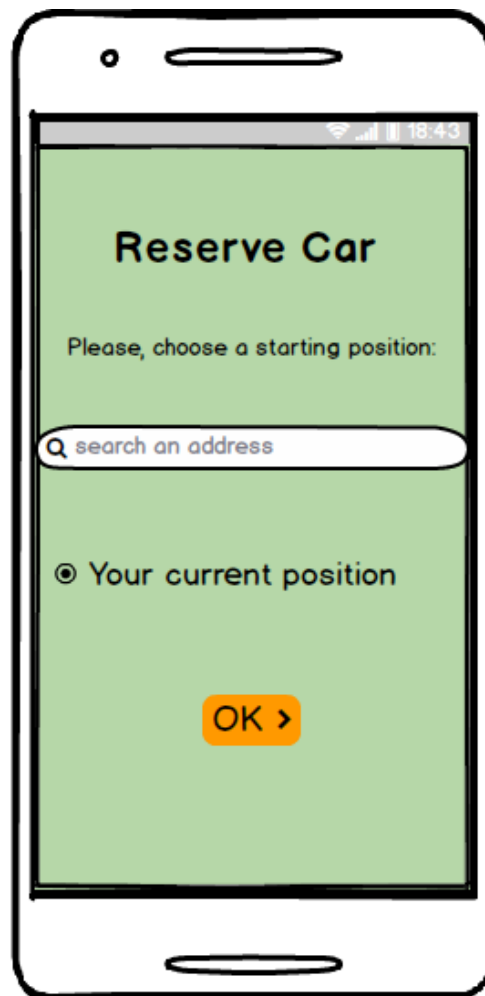 18:43
Reserve Car
Please, choose a starting position:
search an address
Your current position
OK >